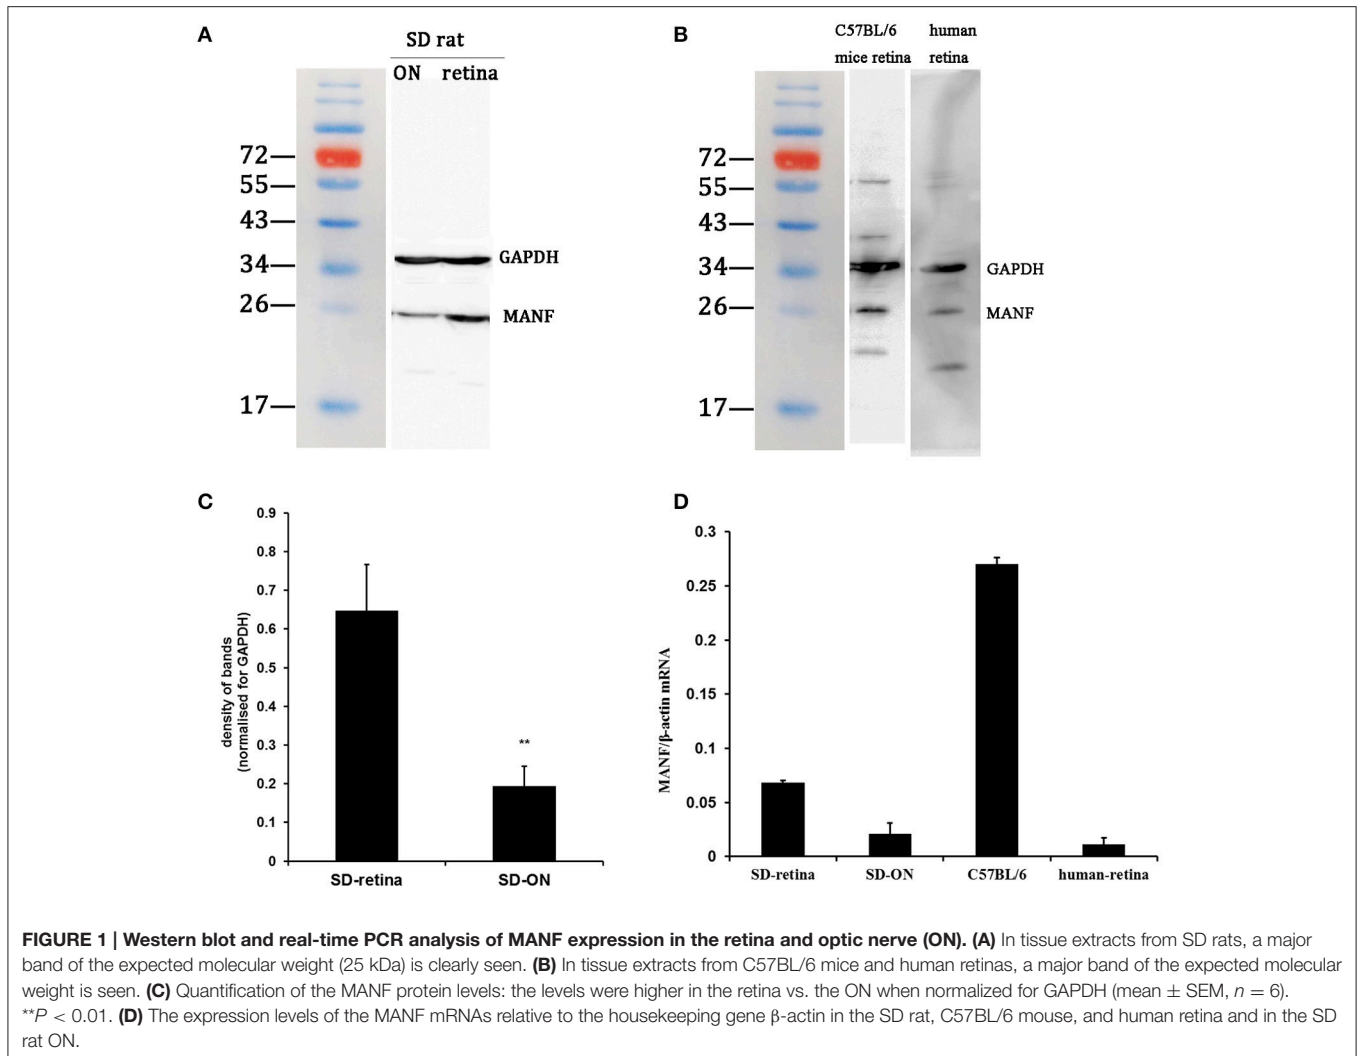 A
SD rat
ON retina
72
55
43
34
26
17
GAPDH
MANF
B
C57BL/6
mice retina
human
retina
72
55
43
34
26
17
GAPDH
MANF
C
density of bands
(normalised for GAPDH)
0.9
0.8
0.7
0.6
0.5
0.4
0.3
0.2
0.1
0
**
SD-retina
SD-ON
D
MANF/β-actin mRNA
0.3
0.25
0.2
0.15
0.1
0.05
0
SD-retina
SD-ON
C57BL/6
human-retina
FIGURE 1 | Western blot and real-time PCR analysis of MANF expression in the retina and optic nerve (ON). (A) In tissue extracts from SD rats, a major
band of the expected molecular weight (25 kDa) is clearly seen. (B) In tissue extracts from C57BL/6 mice and human retinas, a major band of the expected molecular
weight is seen. (C) Quantification of the MANF protein levels: the levels were higher in the retina vs. the ON when normalized for GAPDH (mean ± SEM, n = 6).
**P < 0.01. (D) The expression levels of the MANF mRNAs relative to the housekeeping gene β-actin in the SD rat, C57BL/6 mouse, and human retina and in the SD
rat ON.